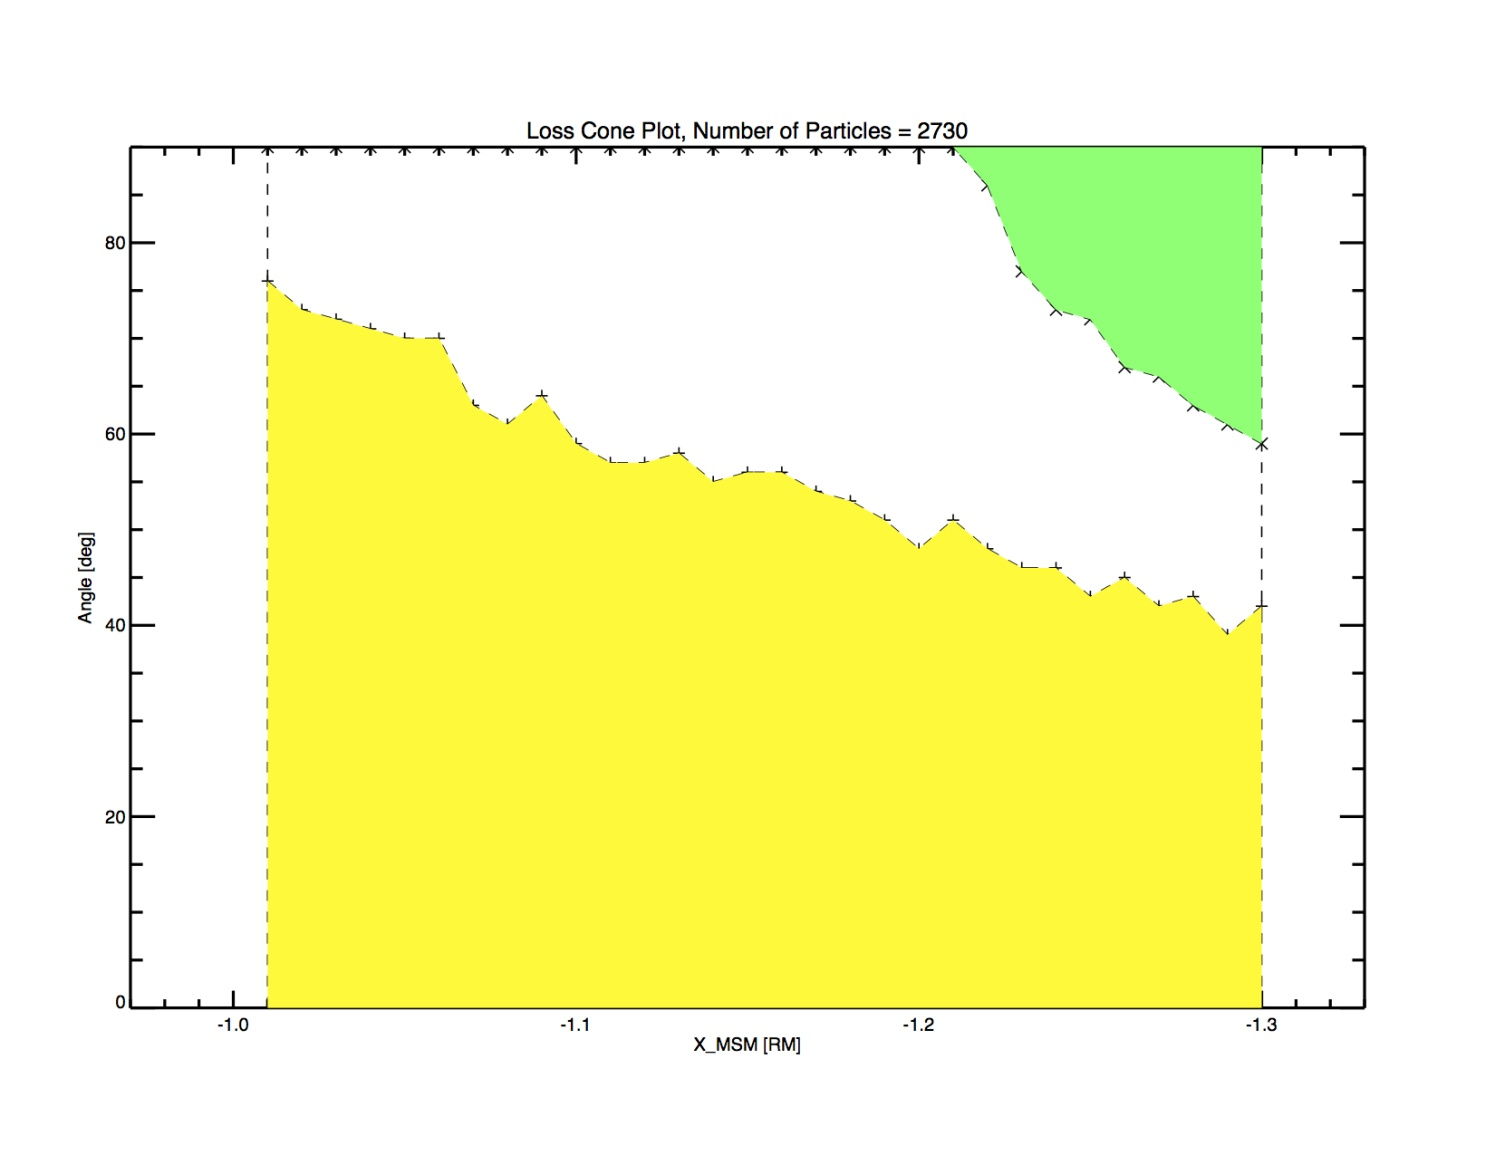 Loss Cone Plot, Number of Particles = 2730
80
60
40
20
0
Angle [deg]
-1.0 -1.1 -1.2 -1.3
X_MSM [RM]